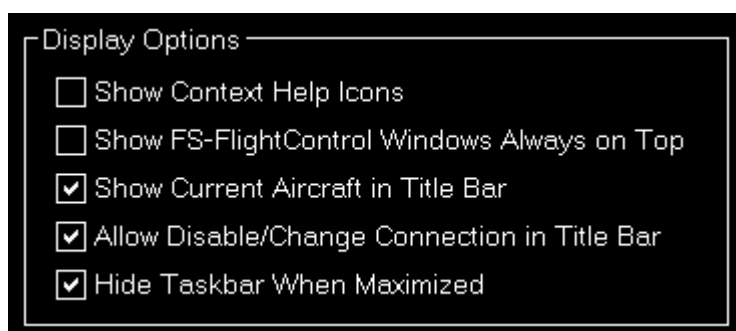 Display Options
Show Context Help Icons
Show FS-FlightControl Windows Always on Top
Show Current Aircraft in Title Bar
Allow Disable/Change Connection in Title Bar
Hide Taskbar When Maximized